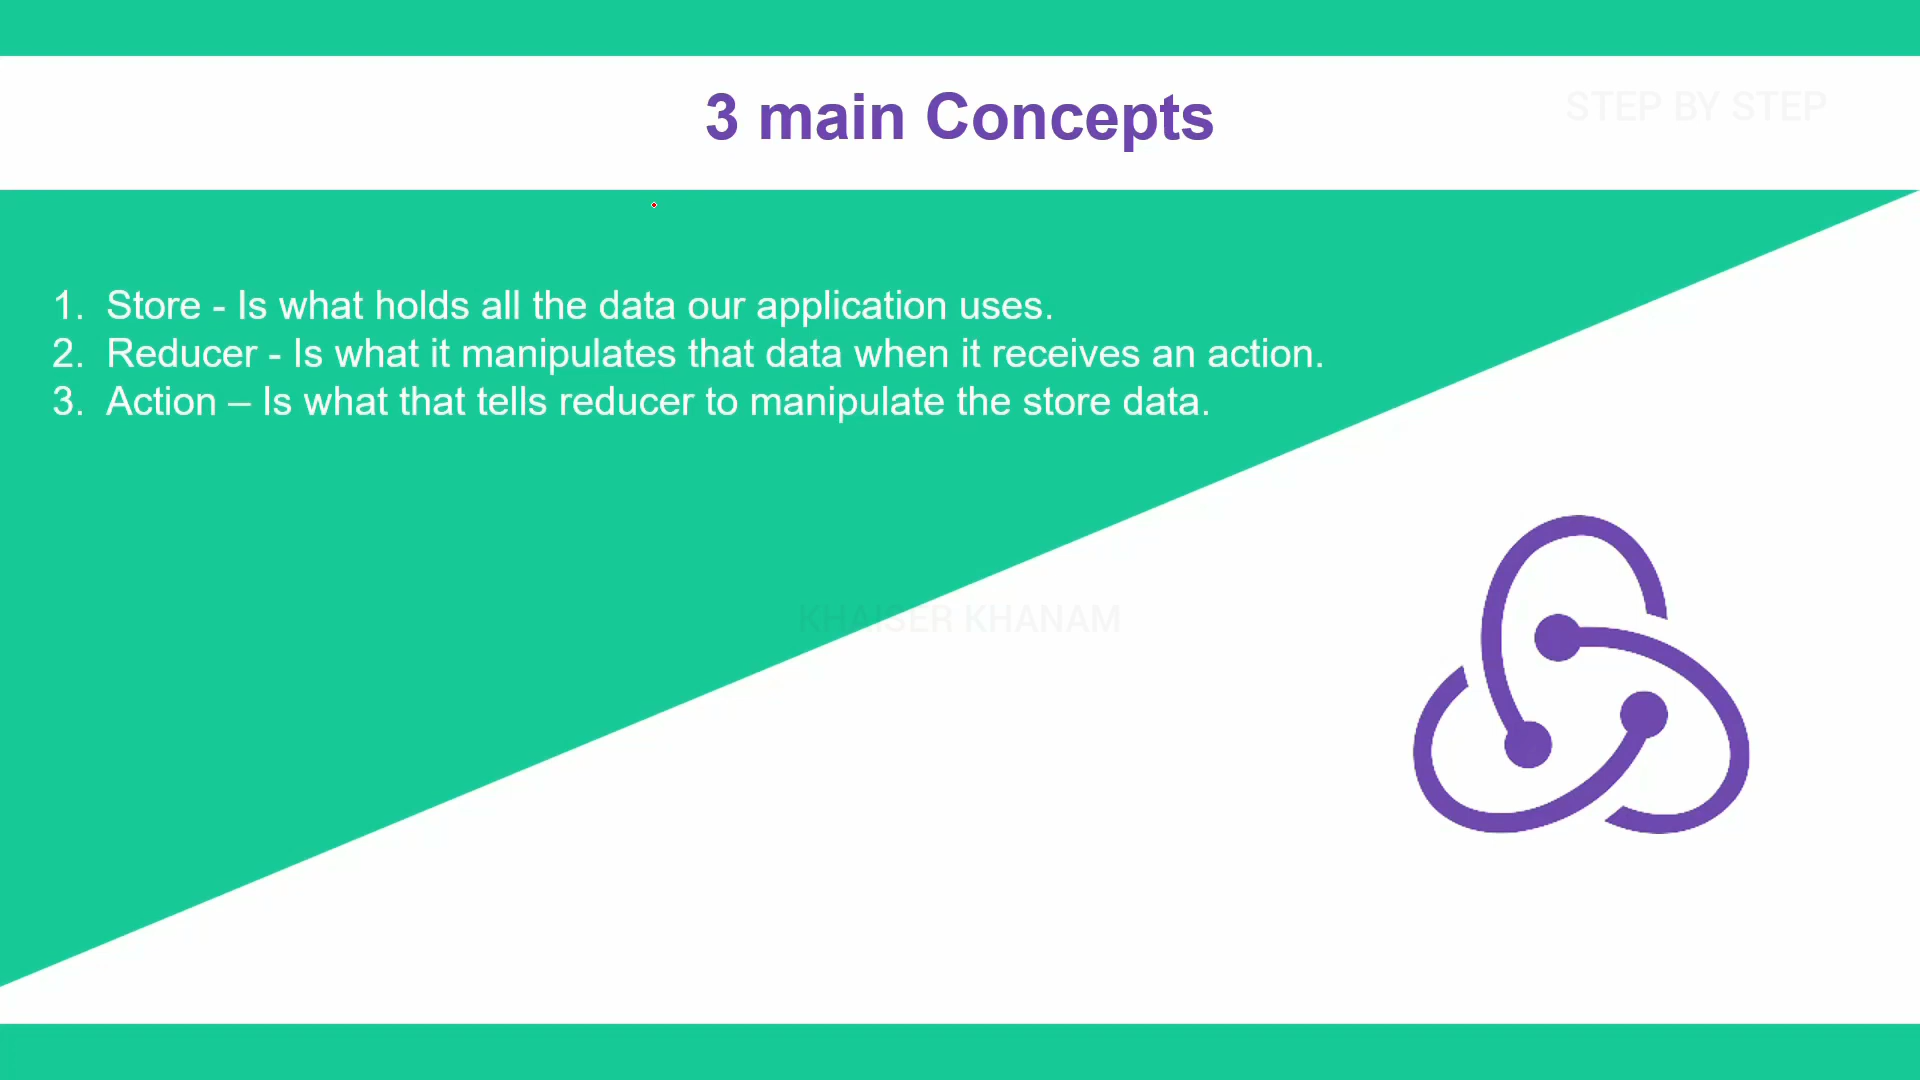 3 main Concepts
STEP BY STEP
1. Store - Is what holds all the data our application uses.
2. Reducer - Is what it manipulates that data when it receives an action.
3. Action – Is what that tells reducer to manipulate the store data.
KHAISER KHANAM